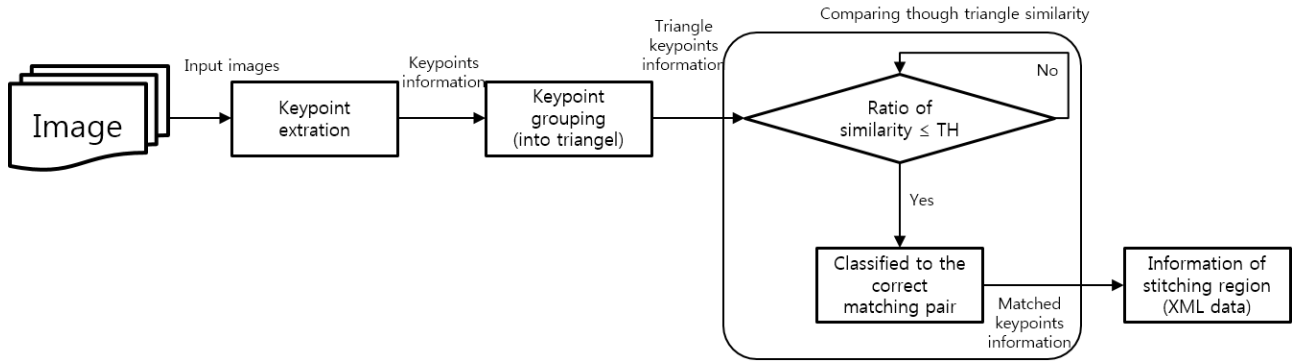 Comparing though triangle similarity
Image
Input images
Keypoint
extration
Keypoints
information
Keypoint
grouping
(into triangel)
Triangle
keypoints
information
Ratio of
similarity ≤ TH
No
Yes
Classified to the
correct
matching pair
Matched
keypoints
information
Information of
stitching region
(XML data)